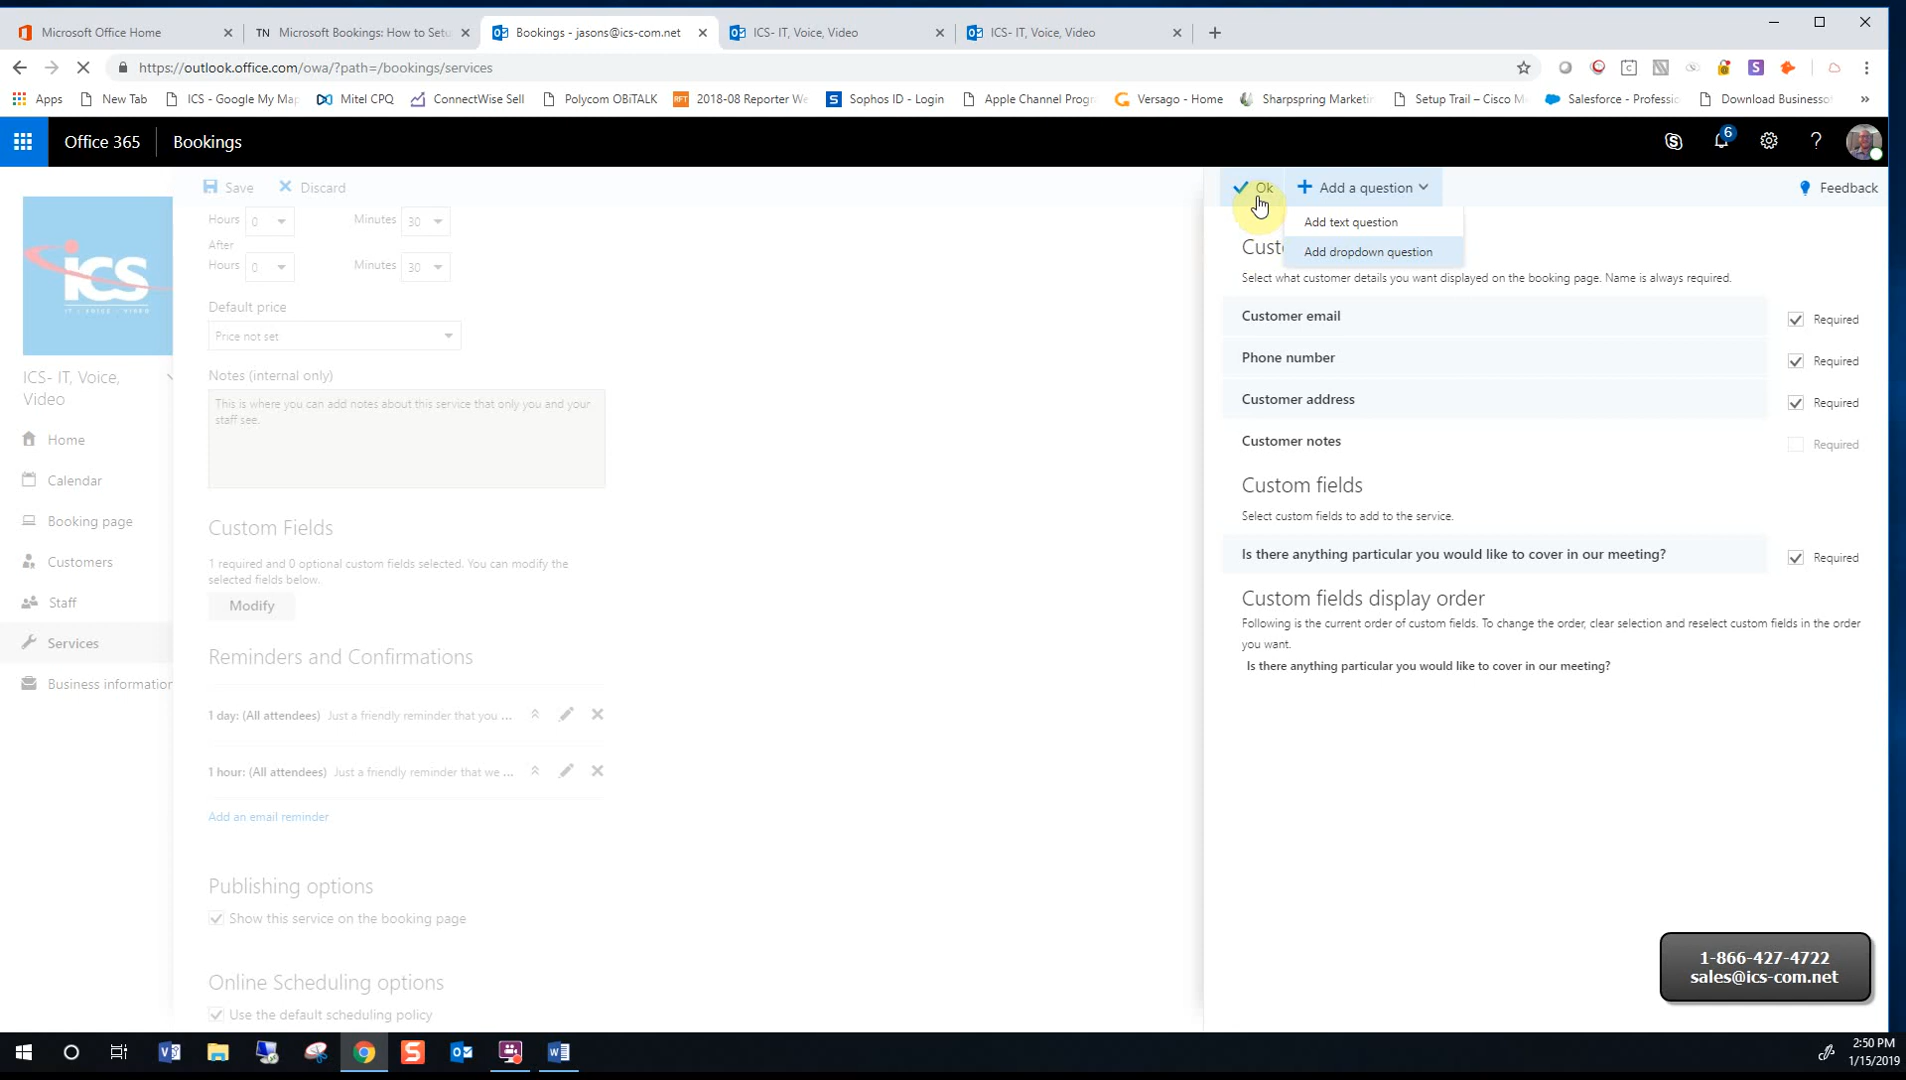 Microsoft Office Home
TN Microsoft Bookings: How to Setu
Bookings - jasons@ics-com.net
ICS- IT, Voice, Video
ICS- IT, Voice, Video
https://outlook.office.com/owa/?path=/bookings/services
Apps
New Tab
ICS - Google My Map
Mitel CPQ
ConnectWise Sell
Polycom OBiTALK
RFT 2018-08 Reporter We
Sophos ID - Login
Apple Channel Progr
Versago - Home
Sharpspring Marketin
Setup Trail – Cisco M
Salesforce - Professio
Download Businesso
Office 365
Bookings
6
Save
Discard
Ok
Add a question
Feedback
Hours 0
Minutes 30
After
Hours 0
Minutes 30
Default price
Price not set
Notes (internal only)
This is where you can add notes about this service that only you and your
staff see.
Custom Fields
1 required and 0 optional custom fields selected. You can modify the
selected fields below.
Modify
Reminders and Confirmations
1 day: (All attendees) Just a friendly reminder that you ...
1 hour: (All attendees) Just a friendly reminder that we ...
Add an email reminder
Publishing options
Show this service on the booking page
Online Scheduling options
Use the default scheduling policy
ics
IT | VOICE | VIDEO
ICS- IT, Voice,
Video
Home
Calendar
Booking page
Customers
Staff
Services
Business information
Add text question
Add dropdown question
Cust
Select what customer details you want displayed on the booking page. Name is always required.
Customer email
Required
Phone number
Required
Customer address
Required
Customer notes
Required
Custom fields
Select custom fields to add to the service.
Is there anything particular you would like to cover in our meeting?
Required
Custom fields display order
Following is the current order of custom fields. To change the order, clear selection and reselect custom fields in the order
you want.
Is there anything particular you would like to cover in our meeting?
1-866-427-4722
sales@ics-com.net
2:50 PM
1/15/2019